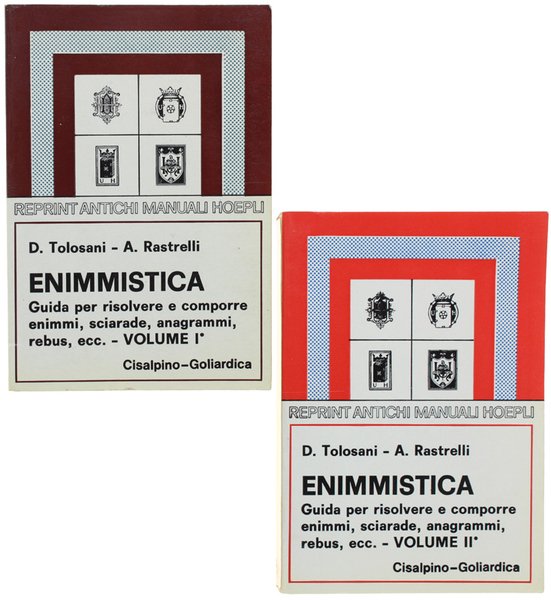 REPRINT ANTICHI MANUALI HOEPLI
D. Tolosani - A. Rastrelli
ENIMMISTICA
Guida per risolvere e comporre
enimmi, sciarade, anagrammi,
rebus, ecc. - VOLUME I°
Cisalpino-Goliardica
U H
REPRINT ANTICHI MANUALI HOEPLI
D. Tolosani - A. Rastrelli
ENIMMISTICA
Guida per risolvere e comporre
enimmi, sciarade, anagrammi,
rebus, ecc. - VOLUME II°
Cisalpino-Goliardica